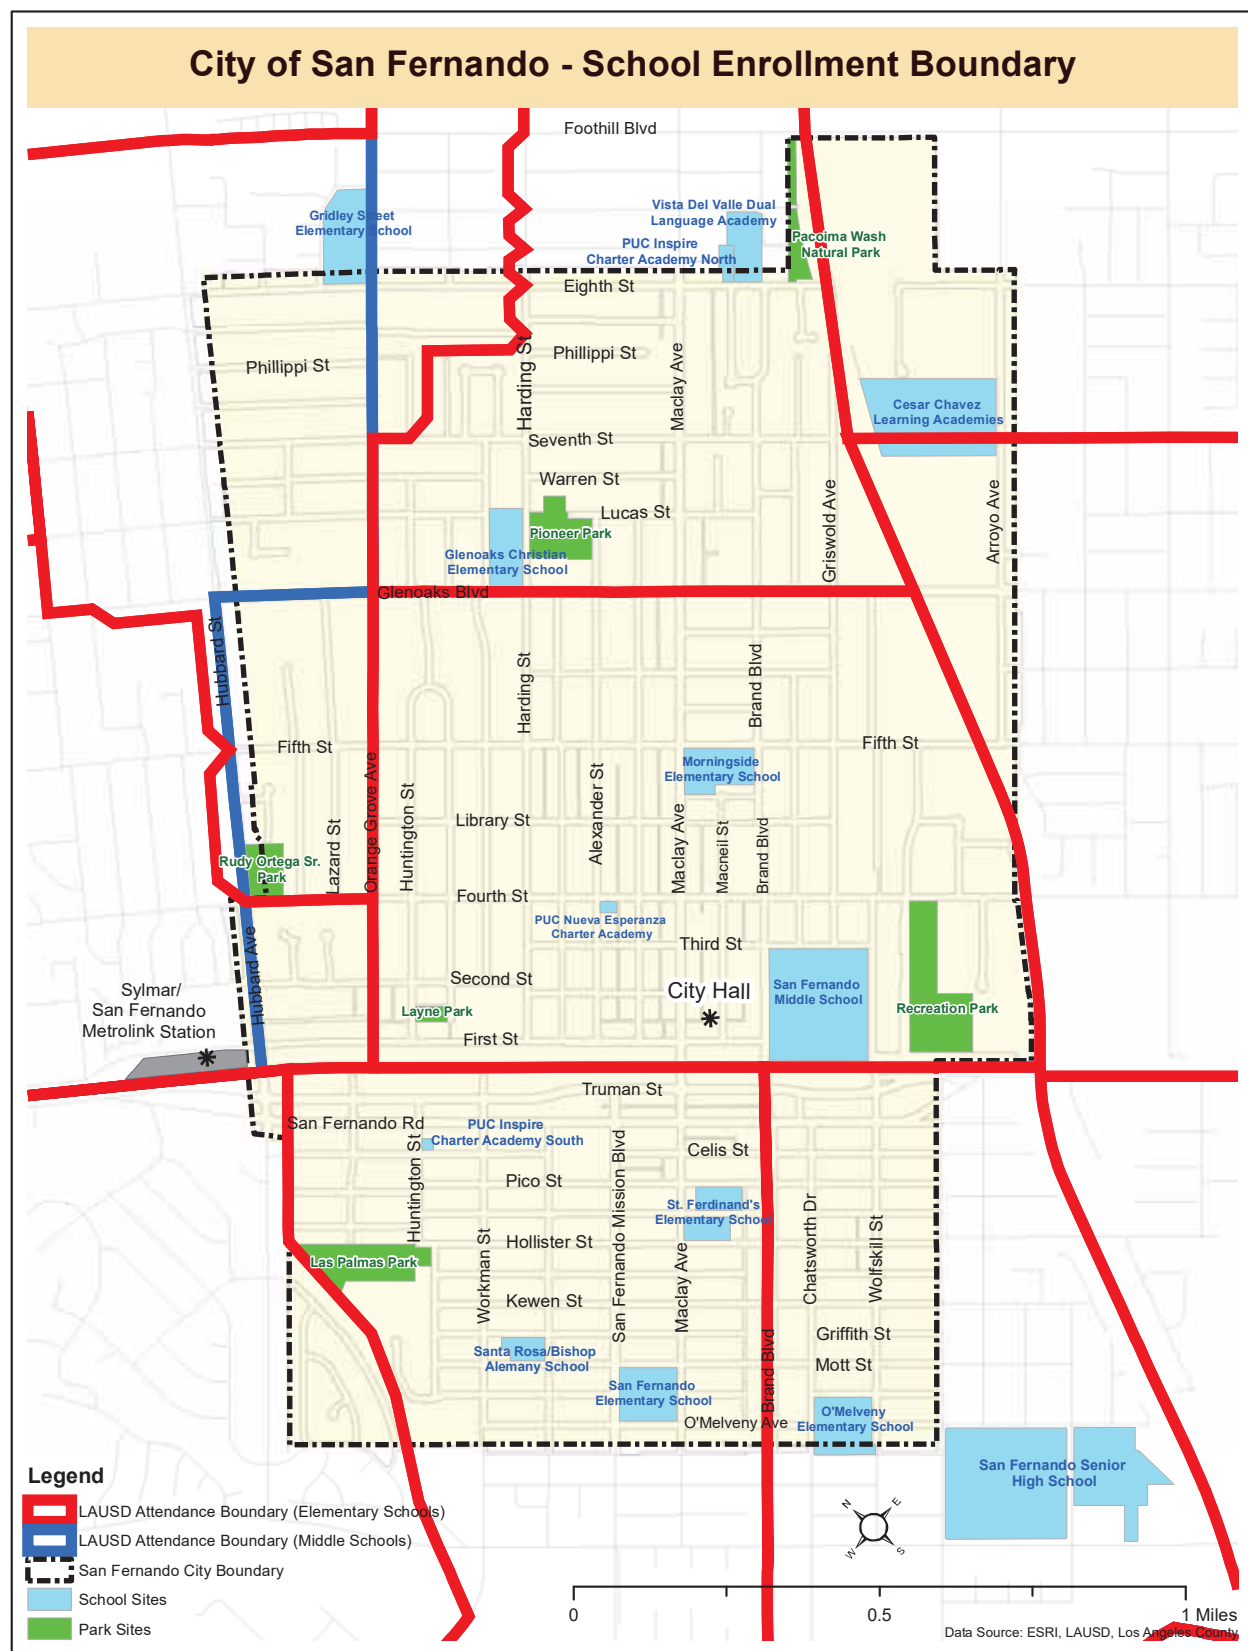 City of San Fernando - School Enrollment Boundary
Foothill Blvd
Gridley Street
Elementary School
Vista Del Valle Dual
Language Academy
PUC Inspire
Charter Academy North
Pacoima Wash
Natural Park
Eighth St
Phillippi St
Phillippi St
Harding St
Maclay Ave
Cesar Chavez
Learning Academies
Seventh St
Warren St
Lucas St
Pioneer Park
Griswold Ave
Arroyo Ave
Glenoaks Christian
Elementary School
Glenoaks Blvd
Hubbard St
Harding St
Brand Blvd
Fifth St
Fifth St
Morningside
Elementary School
Orange Grove Ave
Huntington St
Alexander St
Library St
Lazard St
Maclay Ave
Macneil St
Brand Blvd
Rudy Ortega Sr.
Park
Fourth St
PUC Nueva Esperanza
Charter Academy
Third St
Hubbard Ave
Second St
City Hall
San Fernando
Middle School
Sylmar/
San Fernando
Metrolink Station
Layne Park
Recreation Park
First St
Truman St
San Fernando Rd
PUC Inspire
Charter Academy South
Huntington St
San Fernando Mission Blvd
Celis St
Pico St
St. Ferdinand's
Elementary School
Chatsworth Dr
Wolfskill St
Workman St
Hollister St
Maclay Ave
Las Palmas Park
Kewen St
Griffith St
Brand Blvd
Santa Rosa/Bishop
Alemany School
Mott St
San Fernando
Elementary School
O'Melveny Ave
O'Melveny
Elementary School
San Fernando Senior
High School
Legend
LAUSD Attendance Boundary (Elementary Schools)
LAUSD Attendance Boundary (Middle Schools)
San Fernando City Boundary
School Sites
Park Sites
N
E
W
S
0
0.5
1 Miles
Data Source: ESRI, LAUSD, Los Angeles County